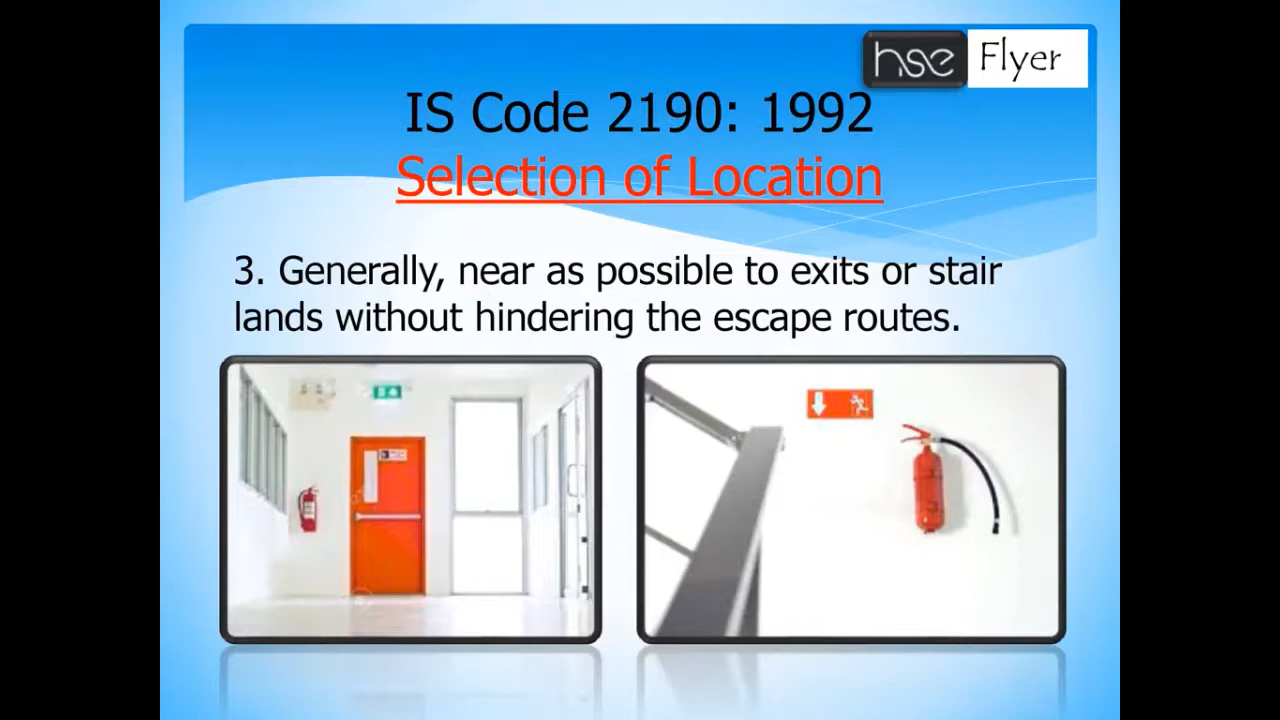 hse Flyer
IS Code 2190: 1992
Selection of Location
3. Generally, near as possible to exits or stair
lands without hindering the escape routes.